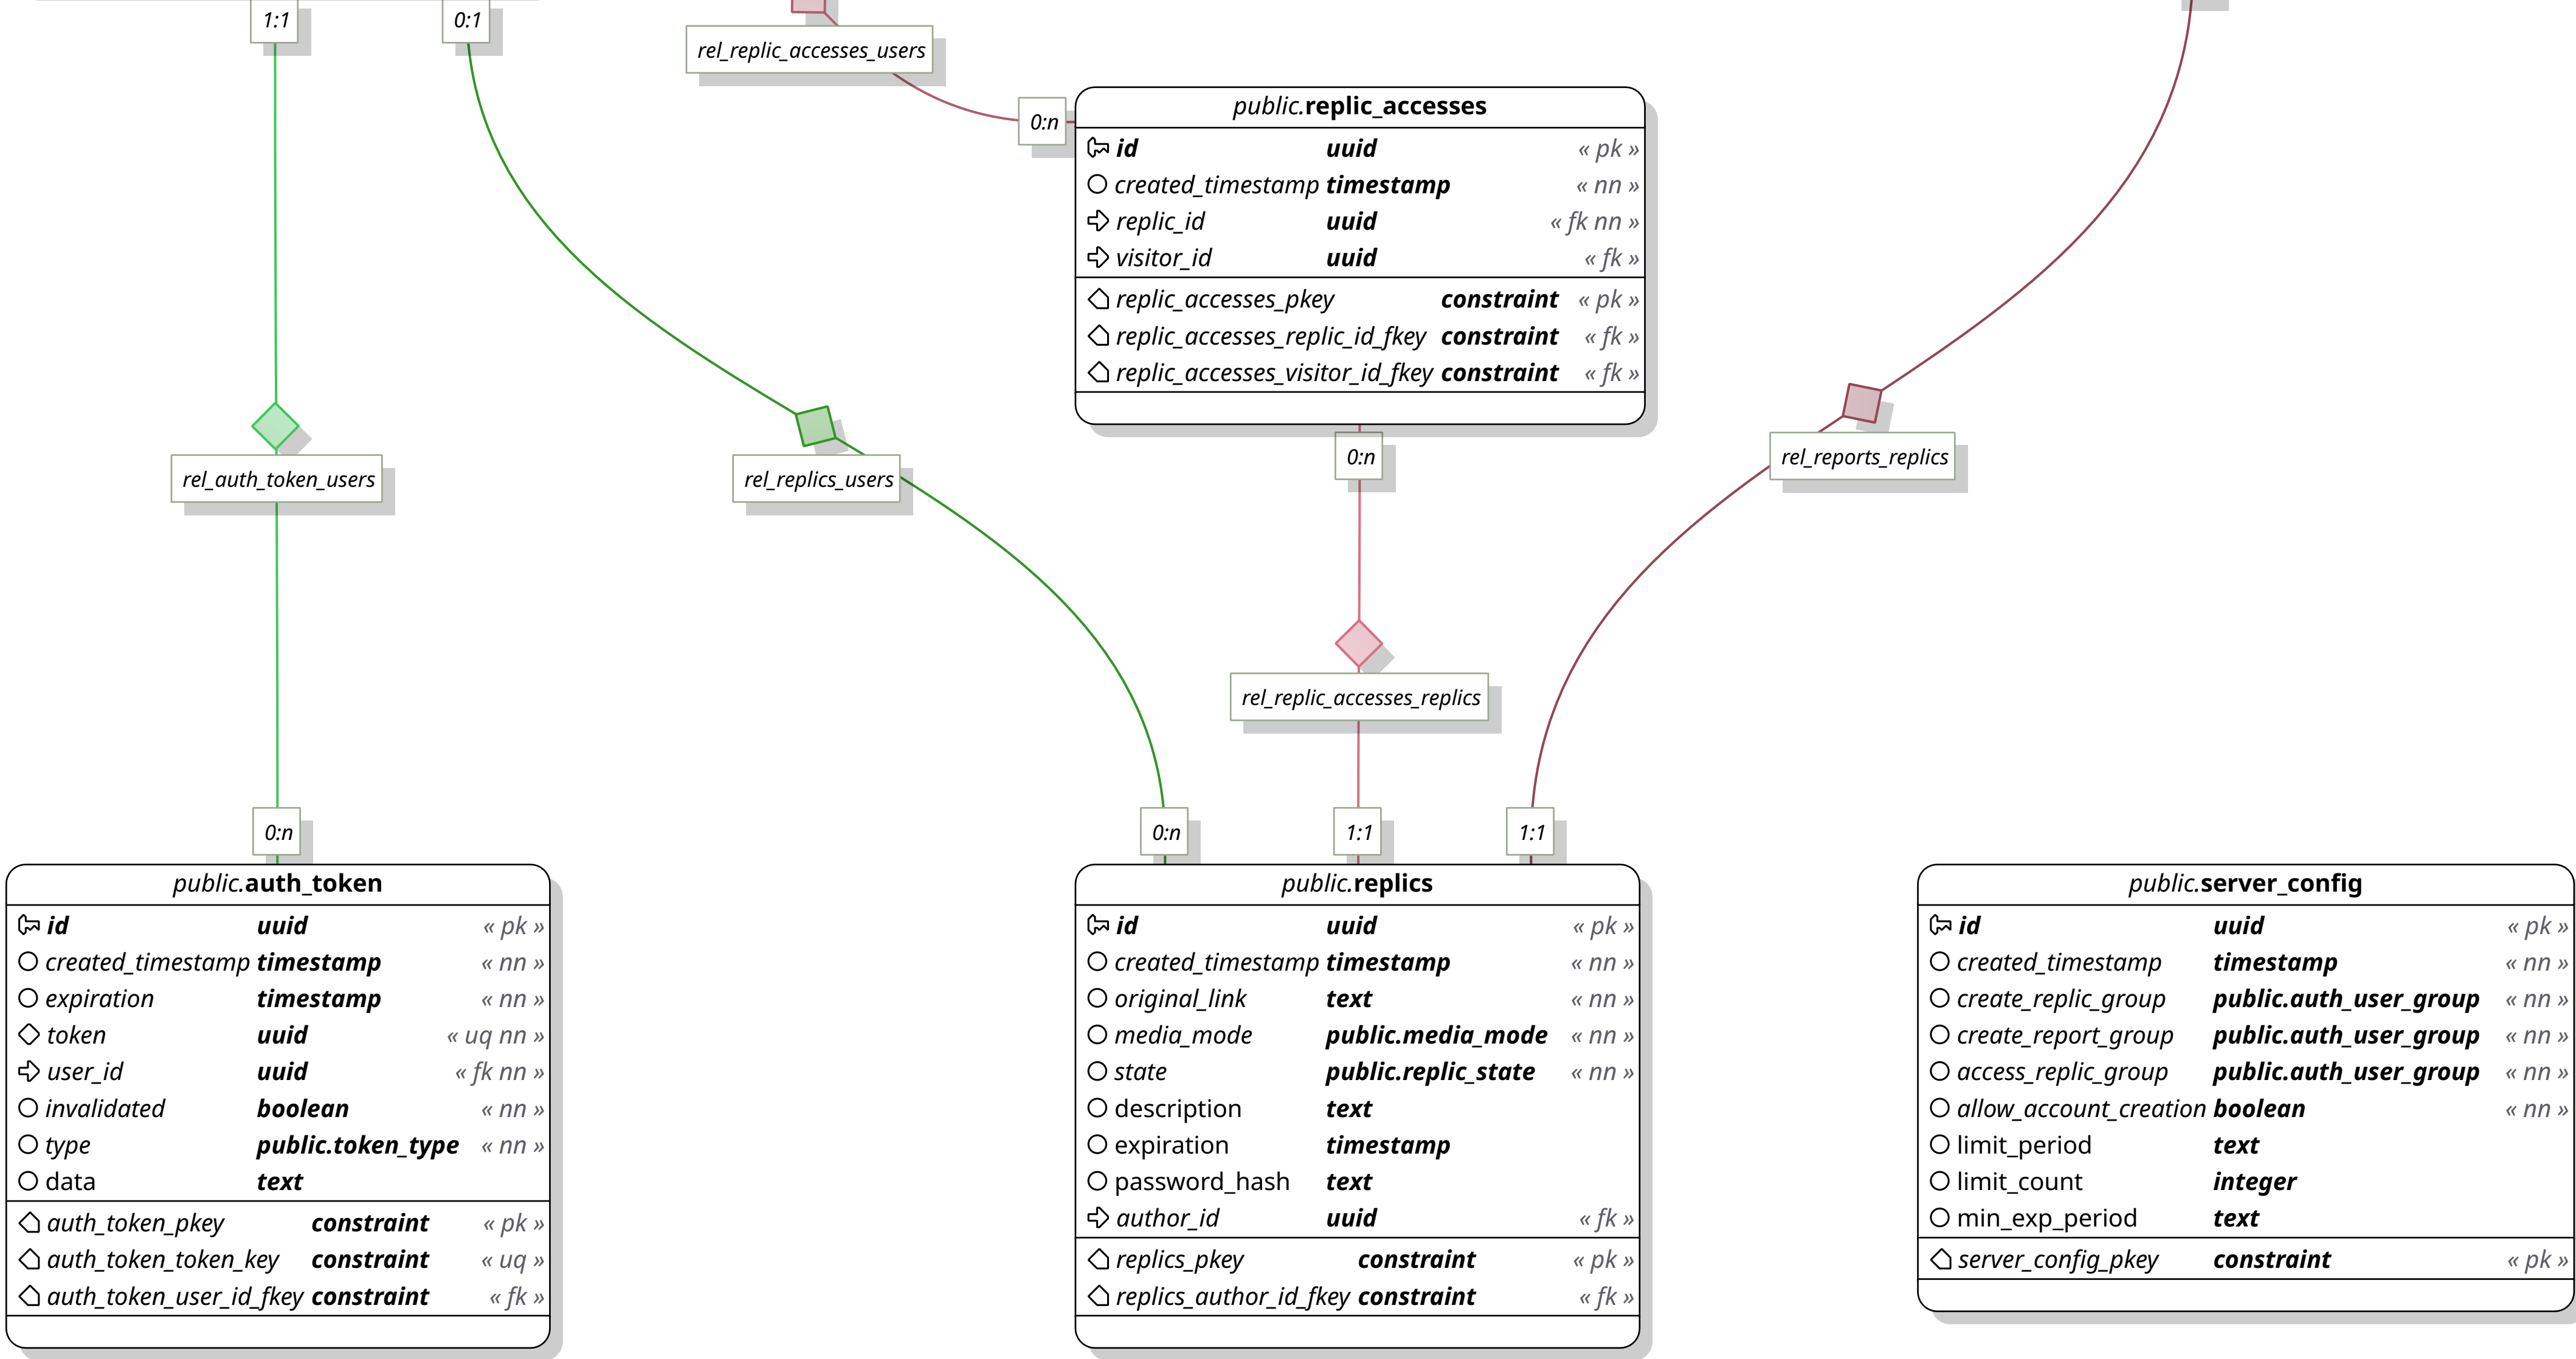 1:1
0:1
rel_replic_accesses_users
0:n
public.replic_accesses
id uuid « pk »
created_timestamp timestamp « nn »
replic_id uuid « fk nn »
visitor_id uuid « fk »
replic_accesses_pkey constraint « pk »
replic_accesses_replic_id_fkey constraint « fk »
replic_accesses_visitor_id_fkey constraint « fk »
0:n
rel_reports_replics
rel_auth_token_users
rel_replics_users
rel_replic_accesses_replics
0:n
0:n
1:1
1:1
public.auth_token
id uuid « pk »
created_timestamp timestamp « nn »
expiration timestamp « nn »
token uuid « uq nn »
user_id uuid « fk nn »
invalidated boolean « nn »
type public.token_type « nn »
data text
auth_token_pkey constraint « pk »
auth_token_token_key constraint « uq »
auth_token_user_id_fkey constraint « fk »
public.replics
id uuid « pk »
created_timestamp timestamp « nn »
original_link text « nn »
media_mode public.media_mode « nn »
state public.replic_state « nn »
description text
expiration timestamp
password_hash text
author_id uuid « fk »
replics_pkey constraint « pk »
replics_author_id_fkey constraint « fk »
public.server_config
id uuid « pk »
created_timestamp timestamp « nn »
create_replic_group public.auth_user_group « nn »
create_report_group public.auth_user_group « nn »
access_replic_group public.auth_user_group « nn »
allow_account_creation boolean « nn »
limit_period text
limit_count integer
min_exp_period text
server_config_pkey constraint « pk »